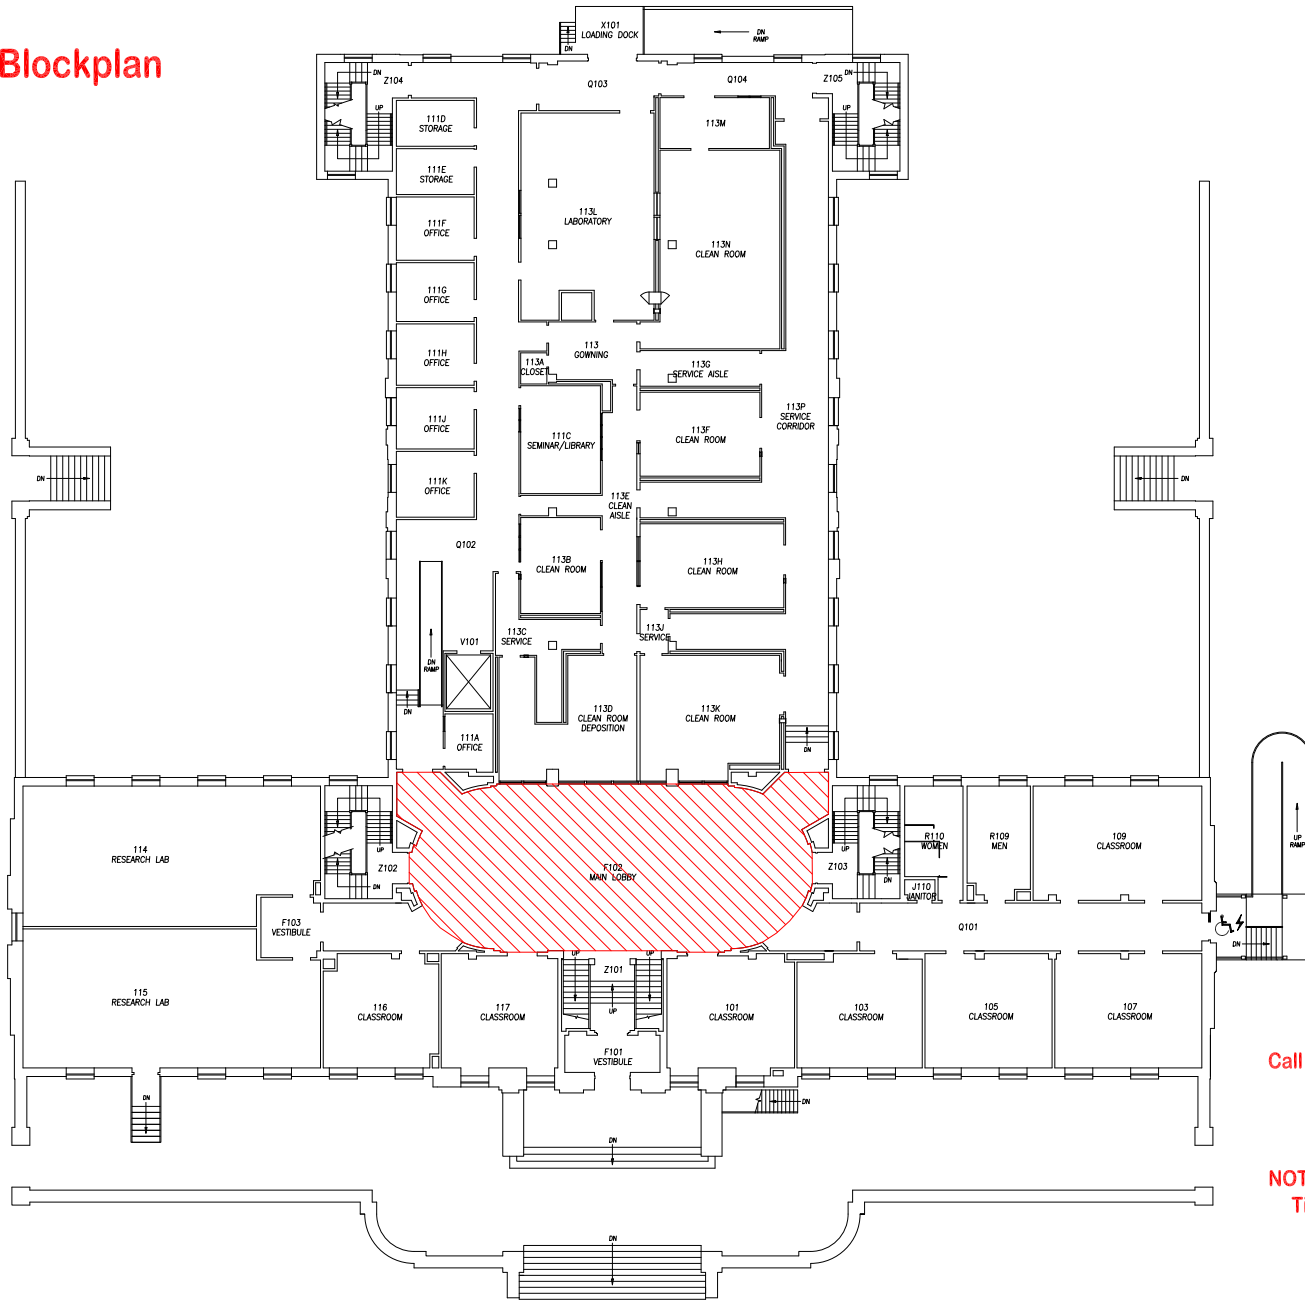 Blockplan
X101
LOADING DOCK
DN
DN
RAMP
DN
Z104
Q103
Q104
Z105
DN
UP
UP
111D
STORAGE
113M
111E
STORAGE
113L
LABORATORY
111F
OFFICE
113N
CLEAN ROOM
111G
OFFICE
113
GOWNING
111H
OFFICE
113A
CLOSET
113G
SERVICE AISLE
113P
SERVICE
CORRIDOR
111J
OFFICE
111C
SEMINAR/LIBRARY
113F
CLEAN ROOM
DN
111K
OFFICE
113E
CLEAN
AISLE
DN
Q102
113B
CLEAN ROOM
113H
CLEAN ROOM
V101
113C
SERVICE
113J
SERVICE
DN
RAMP
DN
113D
CLEAN ROOM
DEPOSITION
113K
CLEAN ROOM
111A
OFFICE
DN
DN
DN
114
RESEARCH LAB
UP
UP
R110
WOMEN
R109
MEN
109
CLASSROOM
UP
RAMP
Z102
F102
MAIN LOBBY
Z103
DN
DN
J110
JANITOR
F103
VESTIBULE
Q101
DN
UP
UP
Z101
115
RESEARCH LAB
116
CLASSROOM
117
CLASSROOM
UP
101
CLASSROOM
103
CLASSROOM
105
CLASSROOM
107
CLASSROOM
F101
VESTIBULE
Call
DN
DN
DN
NOT
Ti
DN